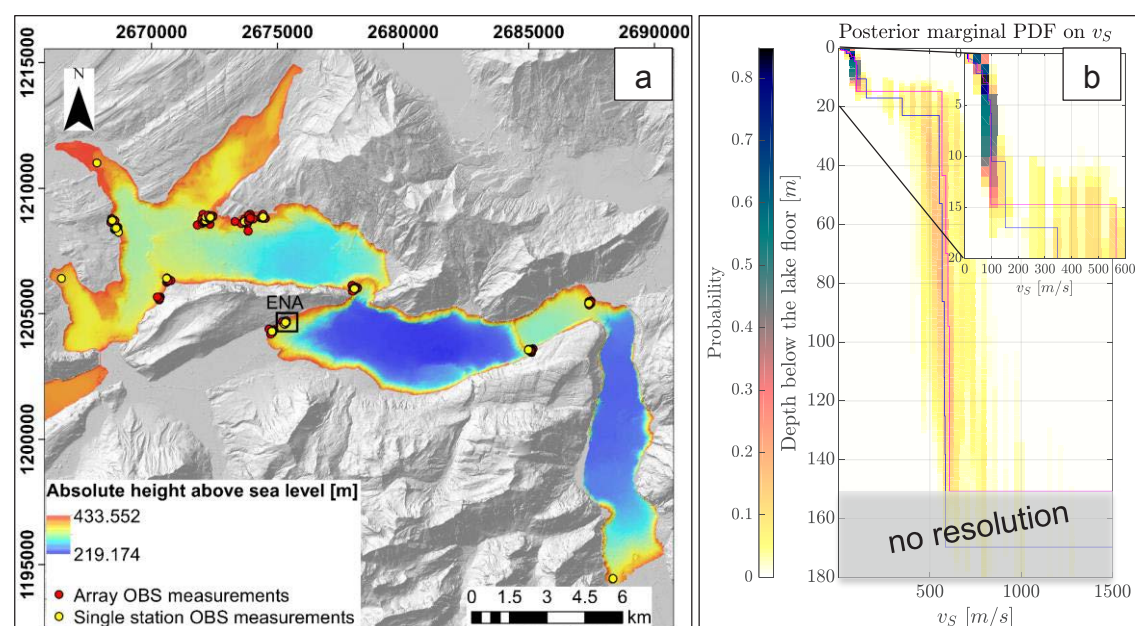 2670000 2675000 2680000 2685000 2690000
1215000
1210000
1205000
1200000
1195000
N
a
ENA
Absolute height above sea level [m]
433.552
219.174
Array OBS measurements
Single station OBS measurements
0 1.5 3 4.5 6
km
Posterior marginal PDF on vS
b
Probability
0.8
0.7
0.6
0.5
0.4
0.3
0.2
0.1
0
Depth below the lake floor [m]
0
20
40
60
80
100
120
140
160
180
500 1000 1500
vS [m/s]
0
5
10
15
20
0 100 200 300 400 500 600
vS [m/s]
no resolution